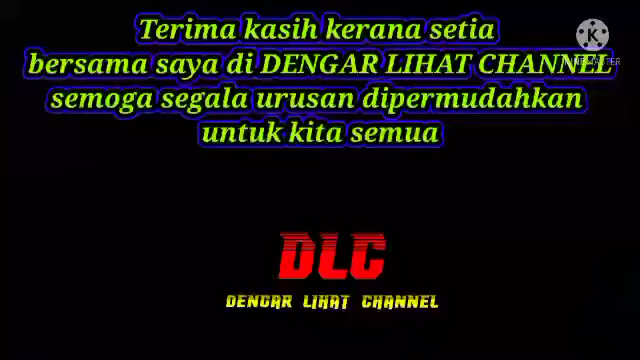 Terima kasih kerana setia
bersama saya di DENGAR LIHAT CHANNEL
semoga segala urusan dipermudahkan
untuk kita semua
K
KINEMASTER
DLC
DENGAR LIHAT CHANNEL